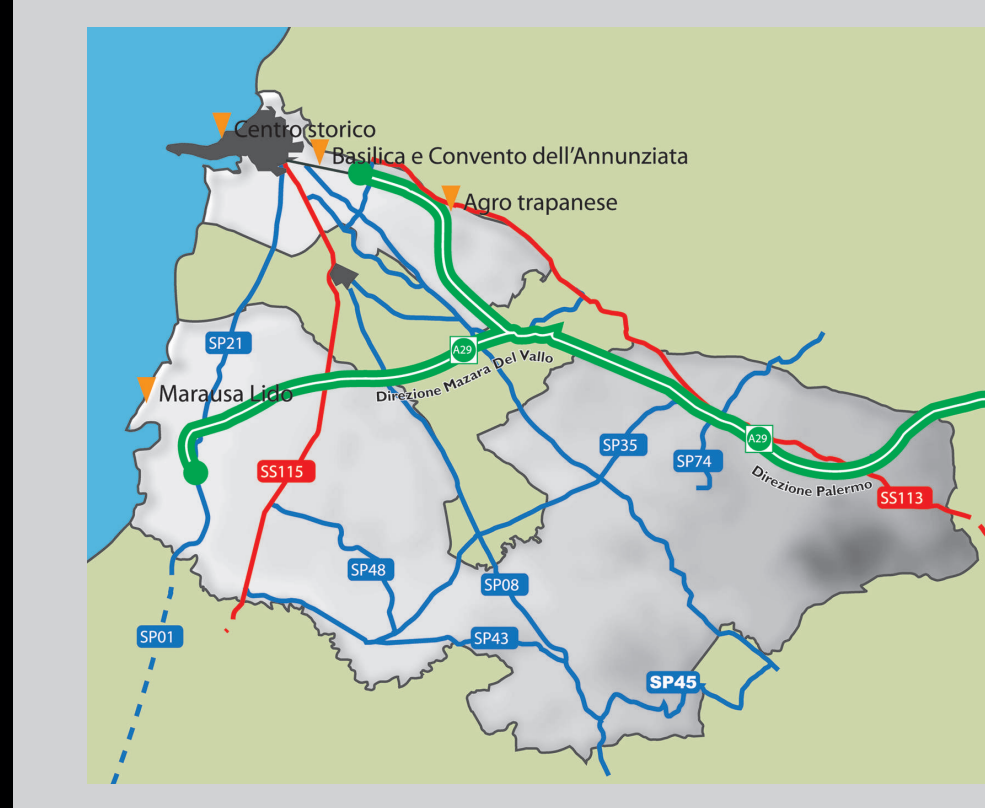 Centro storico
Basilica e Convento dell'Annunziata
Agro trapanese
SP21
A29
Direzione Mazara Del Vallo
Marausa Lido
SP35
A29
SP74
SS115
Direzione Palermo
SS113
SP48
SP08
SP01
SP43
SP45